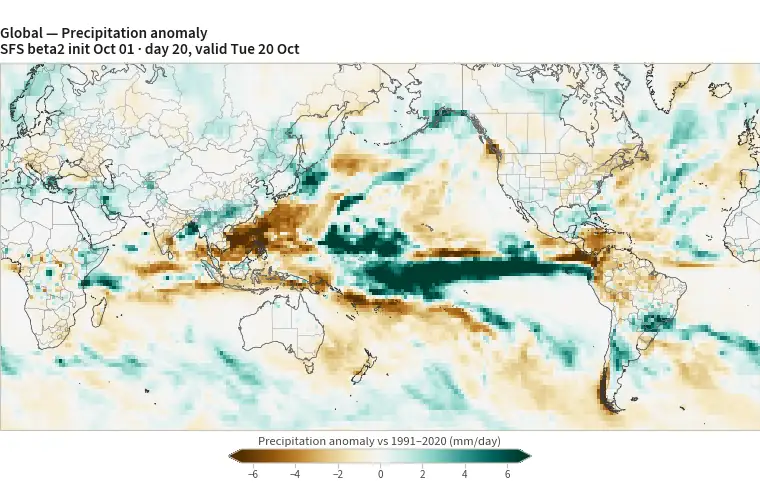 Global — Precipitation anomaly
SFS beta2 init Oct 01 · day 20, valid Tue 20 Oct
Precipitation anomaly vs 1991–2020 (mm/day)
−6 −4 −2 0 2 4 6